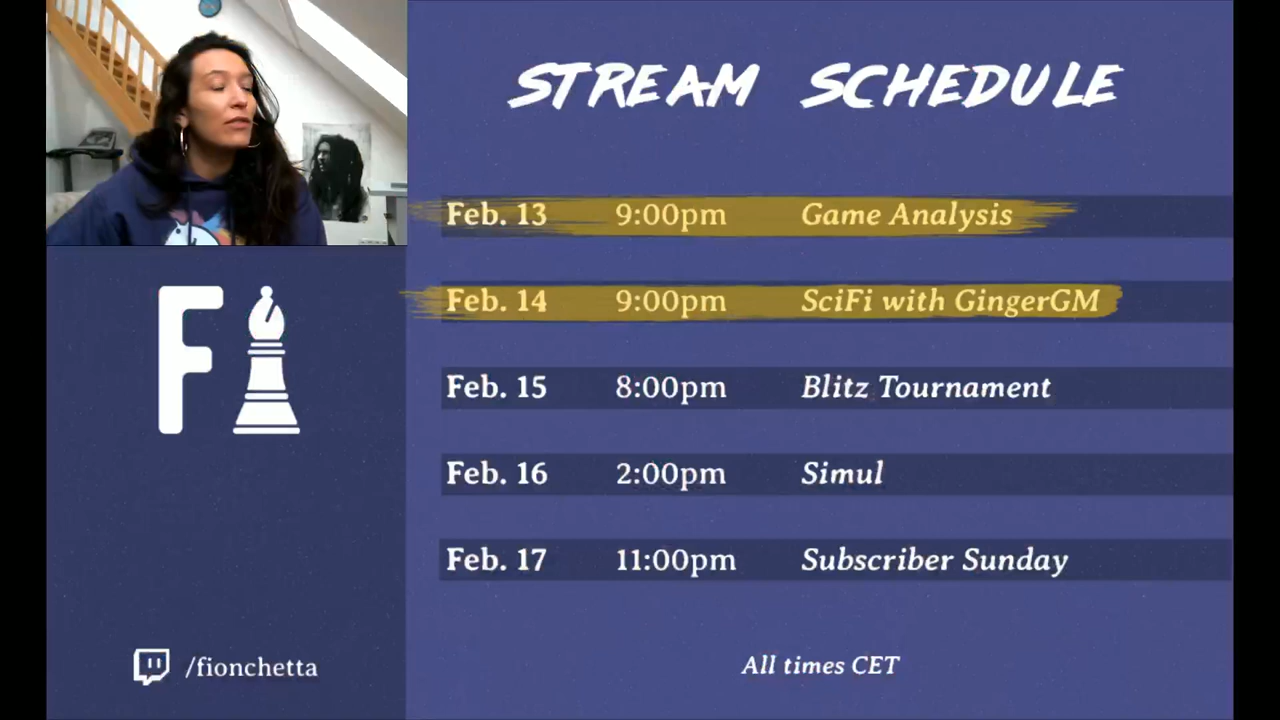 STREAM SCHEDULE
Feb. 13 9:00pm Game Analysis
Feb. 14 9:00pm SciFi with GingerGM
Feb. 15 8:00pm Blitz Tournament
Feb. 16 2:00pm Simul
Feb. 17 11:00pm Subscriber Sunday
F
/fionchetta
All times CET